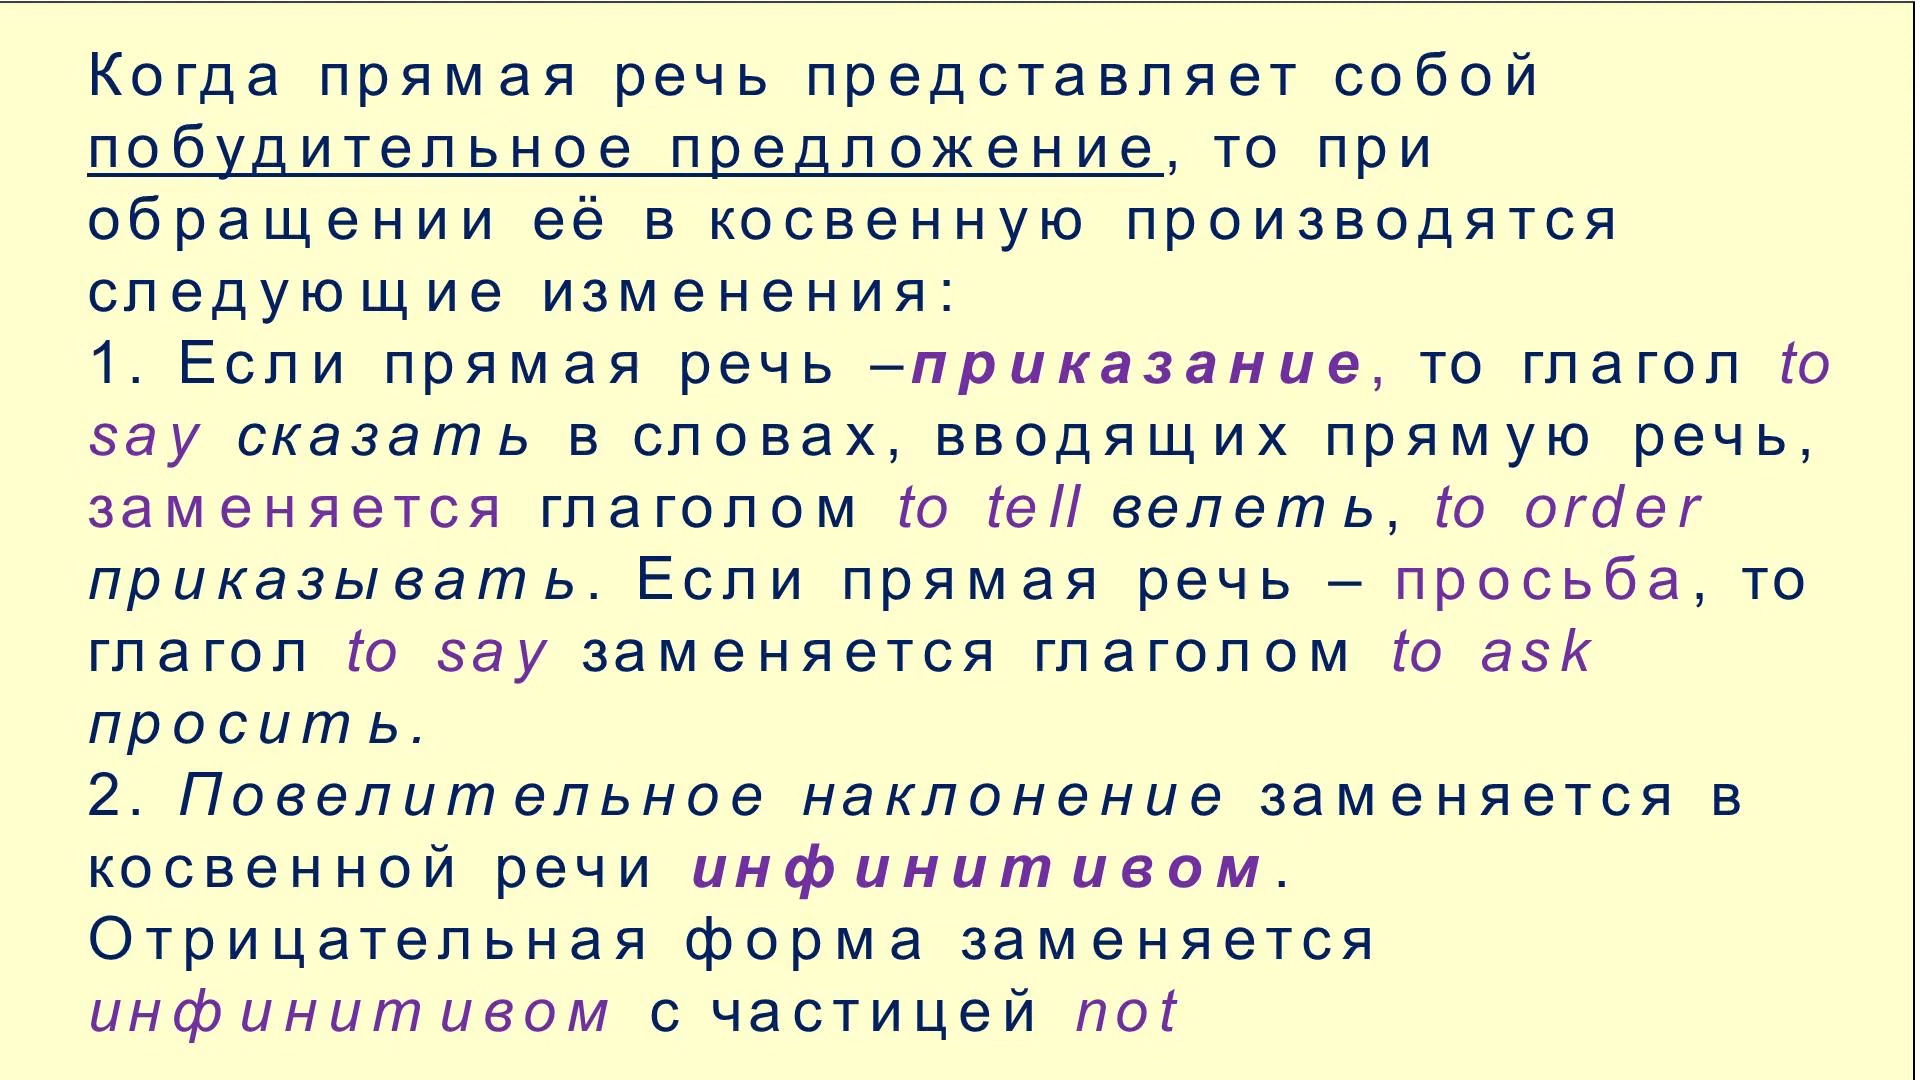 Когда прямая речь представляет собой
побудительное предложение, то при
обращении её в косвенную производятся
следующие изменения:
1. Если прямая речь –приказание, то глагол to
say сказать в словах, вводящих прямую речь,
заменяется глаголом to tell велеть, to order
приказывать. Если прямая речь – просьба, то
глагол to say заменяется глаголом to ask
просить.
2. Повелительное наклонение заменяется в
косвенной речи инфинитивом.
Отрицательная форма заменяется
инфинитивом с частицей not